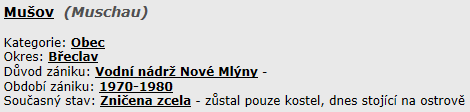 Mušov (Muschau)
Kategorie: Obec
Okres: Břeclav
Důvod zániku: Vodní nádrž Nové Mlýny -
Období zániku: 1970-1980
Současný stav: Zničena zcela - zůstal pouze kostel, dnes stojící na ostrově